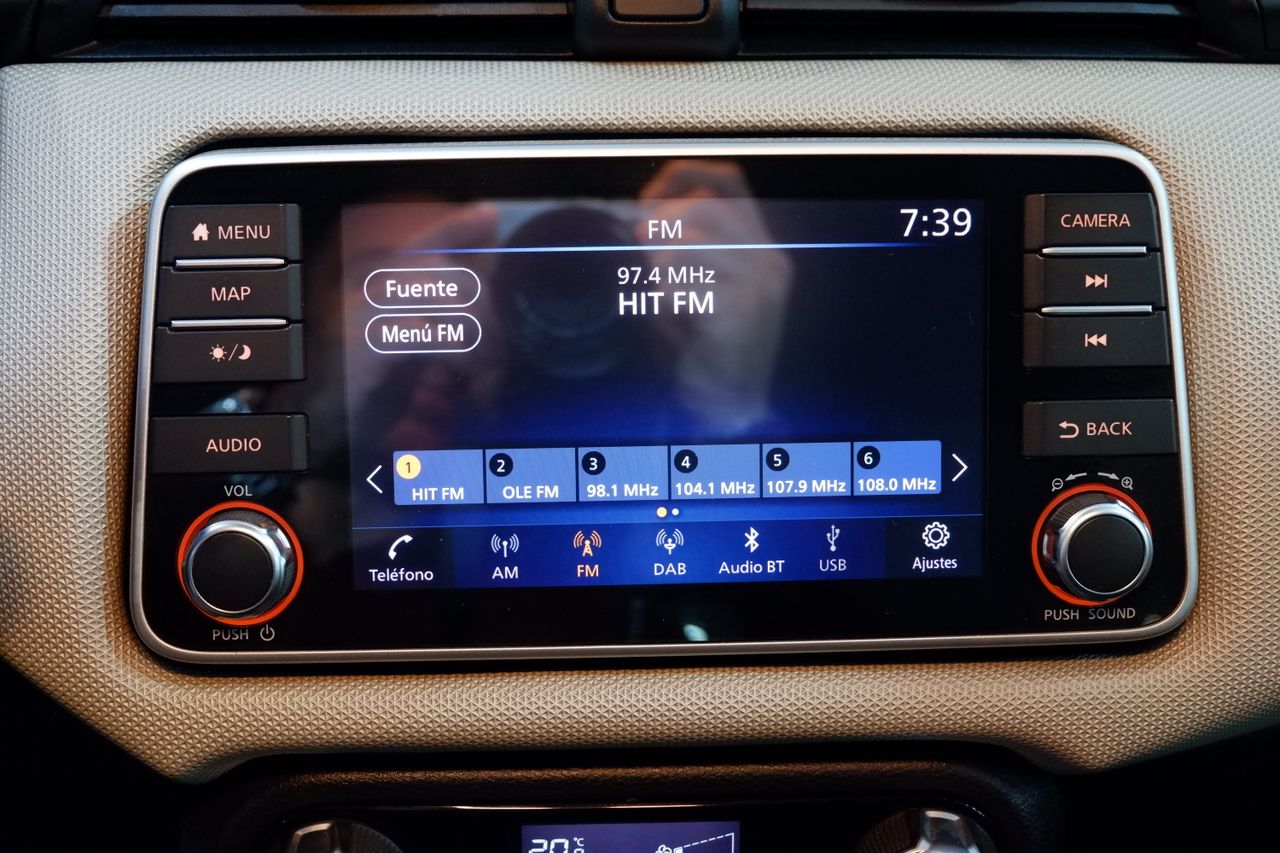 MENU
MAP
AUDIO
VOL
PUSH
FM
7:39
97.4 MHz
HIT FM
Fuente
Menú FM
1 HIT FM
2 OLE FM
3 98.1 MHz
4 104.1 MHz
5 107.9 MHz
6 108.0 MHz
Teléfono
AM
FM
DAB
Audio BT
USB
Ajustes
CAMERA
BACK
PUSH SOUND
20°C